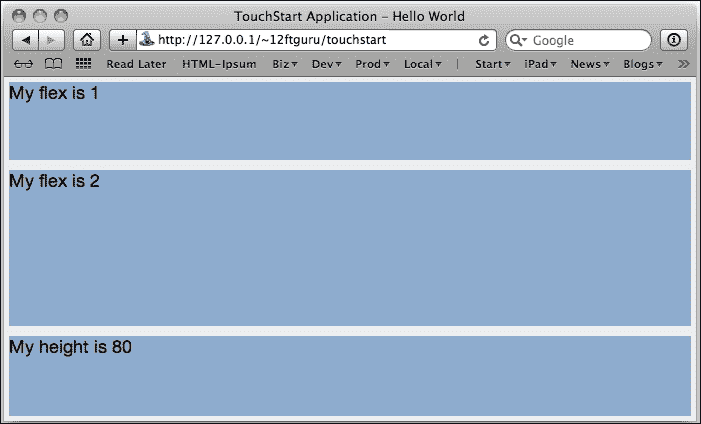 TouchStart Application – Hello World
http://127.0.0.1/~12ftguru/touchstart
Google
Read Later HTML-Ipsum Biz Dev Prod Local Start iPad News Blogs
My flex is 1
My flex is 2
My height is 80